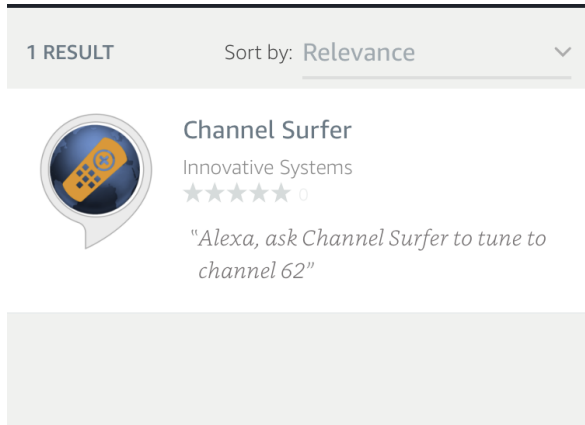 1 RESULT Sort by: Relevance
Channel Surfer
Innovative Systems
0
"Alexa, ask Channel Surfer to tune to
channel 62"